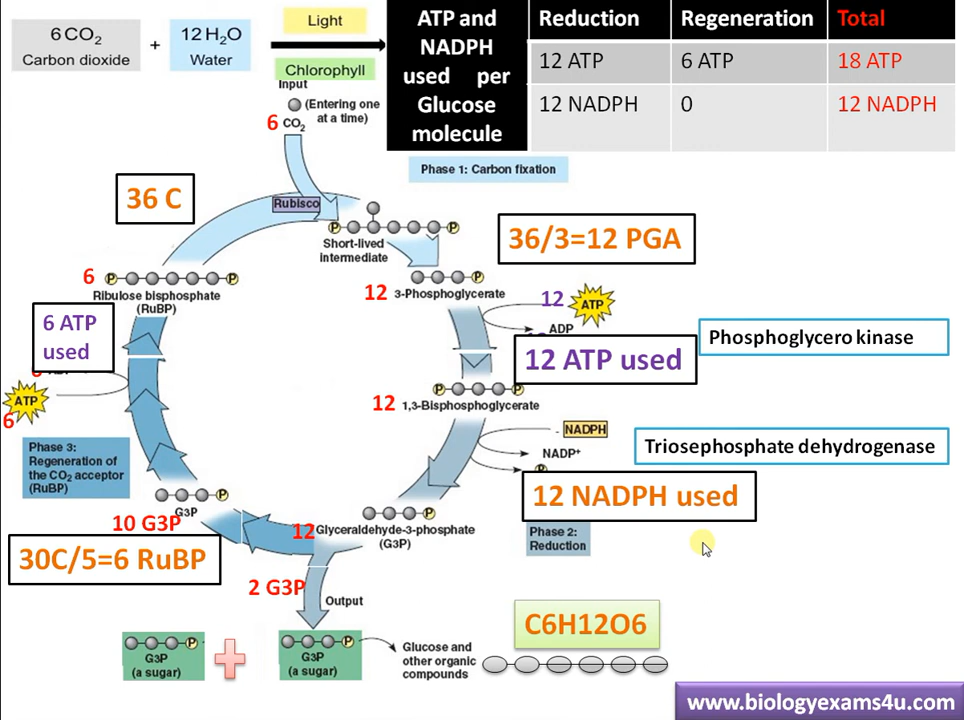 6 CO2
Carbon dioxide
+
12 H2O
Water
Light
Chlorophyll
ATP and
NADPH
used per
Glucose
molecule
Reduction
Regeneration
Total
12 ATP
6 ATP
18 ATP
12 NADPH
0
12 NADPH
Input
(Entering one
at a time)
6 CO2
Phase 1: Carbon fixation
36 C
Rubisco
P
P
Short-lived
intermediate
36/3=12 PGA
6
P
P
Ribulose bisphosphate
(RuBP)
P
12 3-Phosphoglycerate
12
ATP
ADP
6 ATP
used
12 ATP used
Phosphoglycero kinase
ATP
6
P
P
12 1,3-Bisphosphoglycerate
NADPH
NADP+
P
Triosephosphate dehydrogenase
Phase 3:
Regeneration of
the CO2 acceptor
(RuBP)
12 NADPH used
P
G3P
10 G3P
P
12 Glyceraldehyde-3-phosphate
(G3P)
Phase 2:
Reduction
30C/5=6 RuBP
2 G3P
Output
C6H12O6
P
G3P
(a sugar)
P
G3P
(a sugar)
Glucose and
other organic
compounds
www.biologyexams4u.com